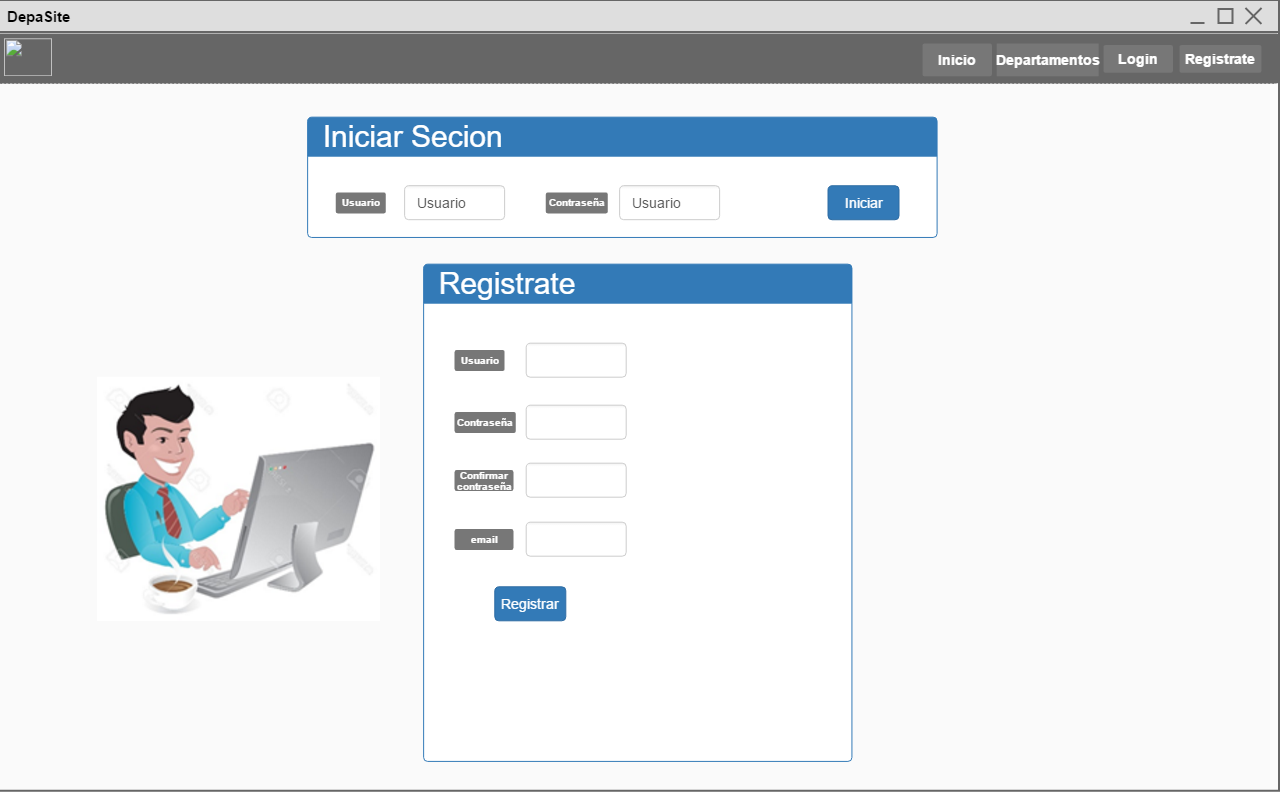 DepaSite
Inicio Departamentos Login Registrate
Iniciar Secion
Usuario Usuario Contraseña Usuario Iniciar
Registrate
Usuario
Contraseña
Confirmar
contraseña
email
Registrar